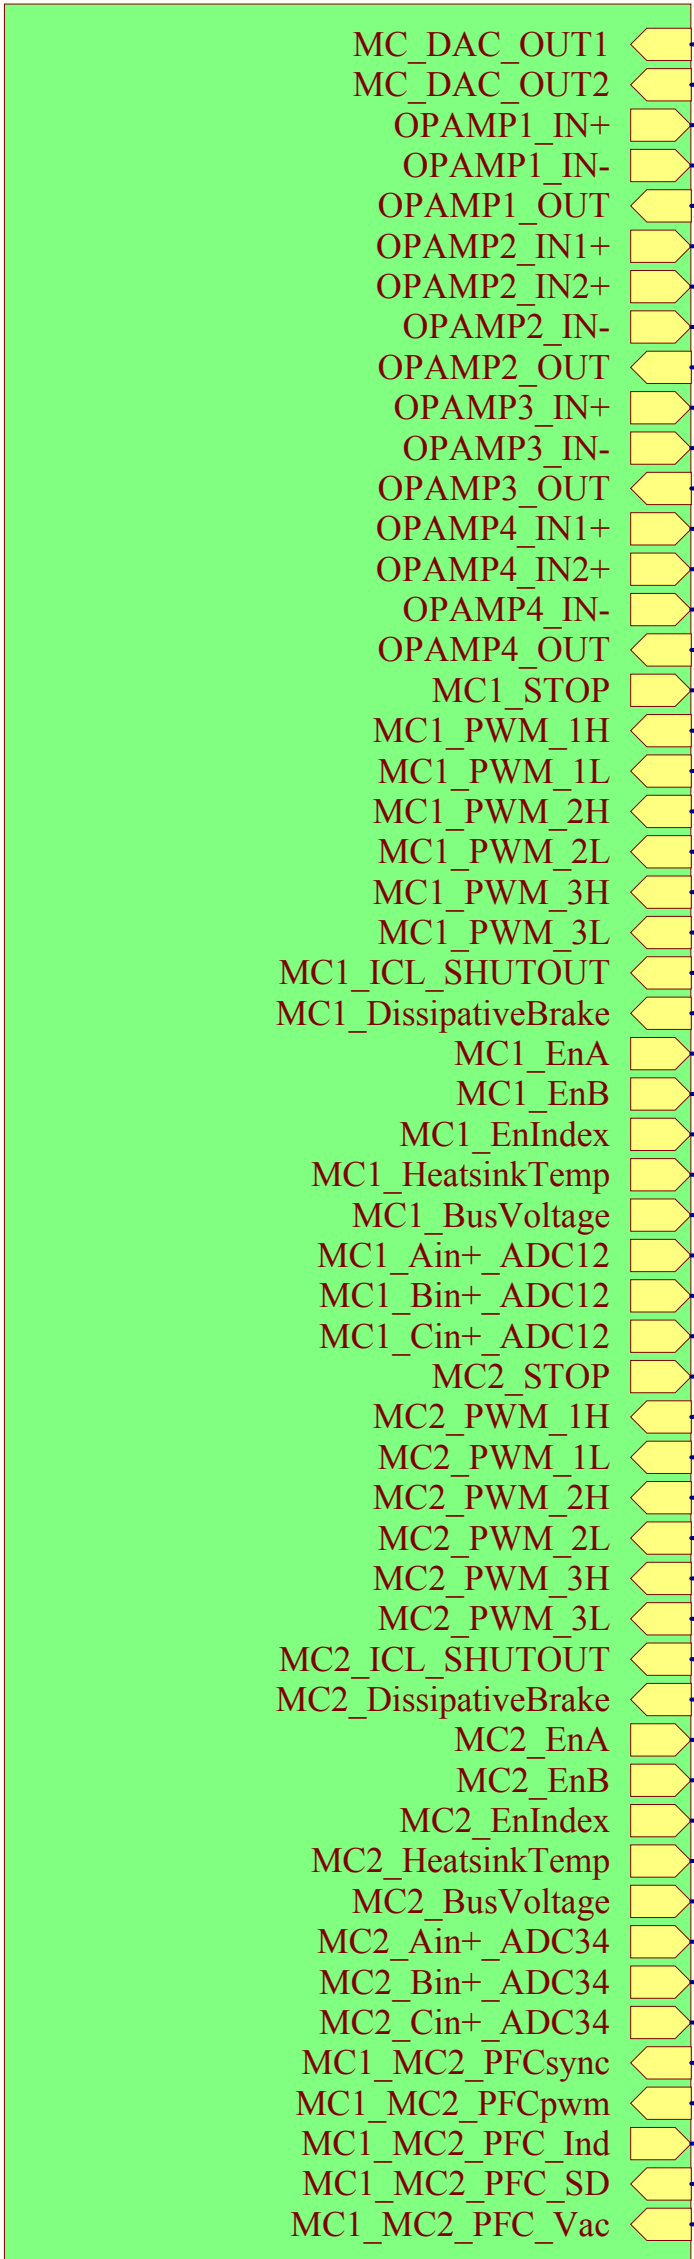 MC_DAC_OUT1
MC_DAC_OUT2
OPAMP1_IN+
OPAMP1_IN-
OPAMP1_OUT
OPAMP2_IN1+
OPAMP2_IN2+
OPAMP2_IN-
OPAMP2_OUT
OPAMP3_IN+
OPAMP3_IN-
OPAMP3_OUT
OPAMP4_IN1+
OPAMP4_IN2+
OPAMP4_IN-
OPAMP4_OUT
MC1_STOP
MC1_PWM_1H
MC1_PWM_1L
MC1_PWM_2H
MC1_PWM_2L
MC1_PWM_3H
MC1_PWM_3L
MC1_ICL_SHUTOUT
MC1_DissipativeBrake
MC1_EnA
MC1_EnB
MC1_EnIndex
MC1_HeatsinkTemp
MC1_BusVoltage
MC1_Ain+_ADC12
MC1_Bin+_ADC12
MC1_Cin+_ADC12
MC2_STOP
MC2_PWM_1H
MC2_PWM_1L
MC2_PWM_2H
MC2_PWM_2L
MC2_PWM_3H
MC2_PWM_3L
MC2_ICL_SHUTOUT
MC2_DissipativeBrake
MC2_EnA
MC2_EnB
MC2_EnIndex
MC2_HeatsinkTemp
MC2_BusVoltage
MC2_Ain+_ADC34
MC2_Bin+_ADC34
MC2_Cin+_ADC34
MC1_MC2_PFCsync
MC1_MC2_PFCpwm
MC1_MC2_PFC_Ind
MC1_MC2_PFC_SD
MC1_MC2_PFC_Vac